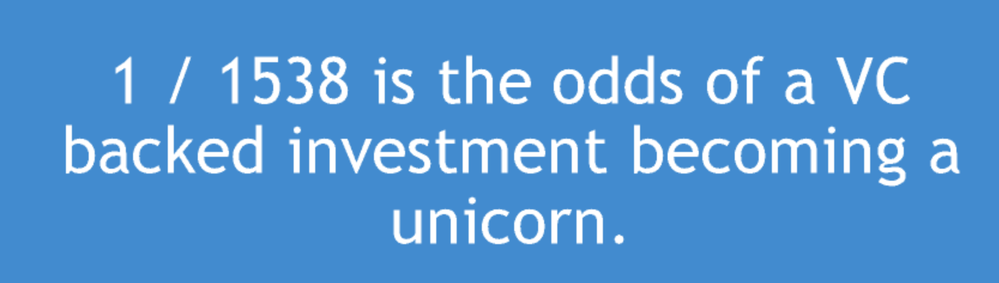 1 / 1538 is the odds of a VC
backed investment becoming a
unicorn.